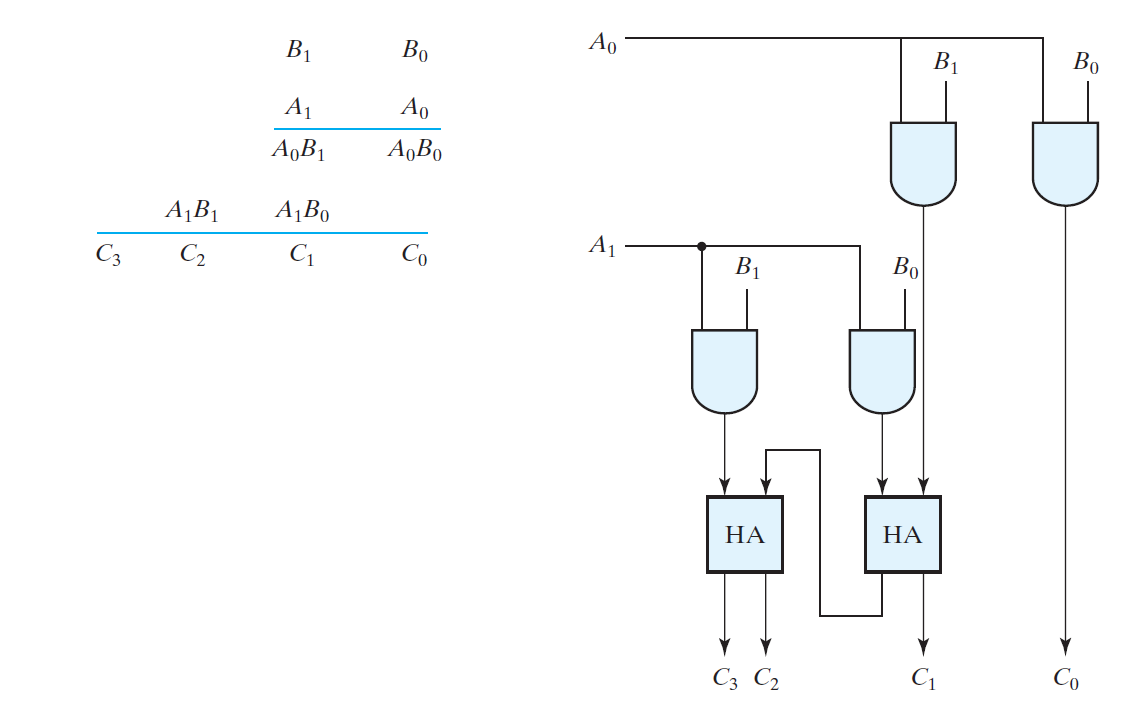 B₁ B₀
A₁ A₀
A₀B₁ A₀B₀
A₁B₁ A₁B₀
C₃ C₂ C₁ C₀
A₀
B₁ B₀
A₁
B₁ B₀
HA HA
C₃ C₂ C₁ C₀